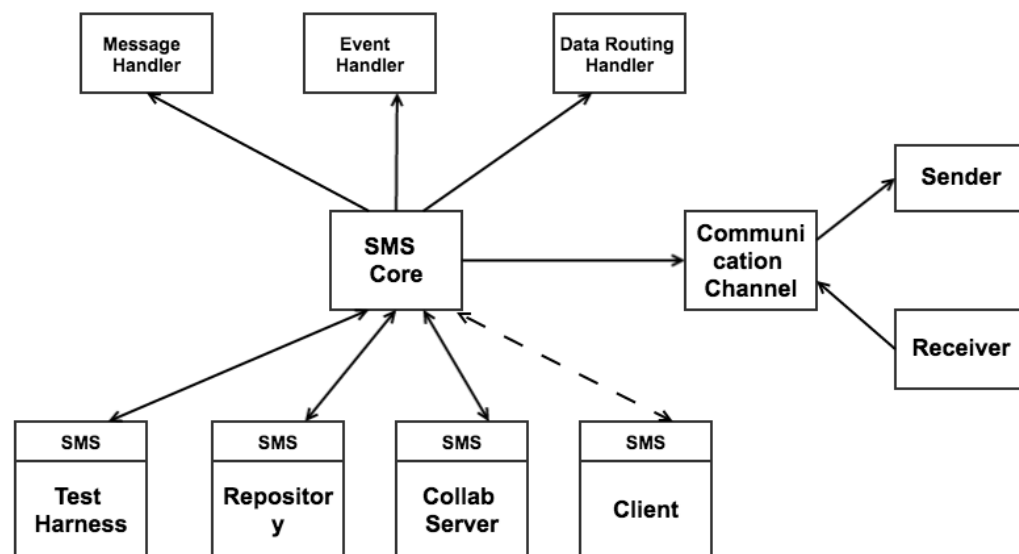 Message
Handler
Event
Handler
Data Routing
Handler
Sender
SMS
Core
Communi
cation
Channel
Receiver
SMS
Test
Harness
SMS
Repositor
y
SMS
Collab
Server
SMS
Client